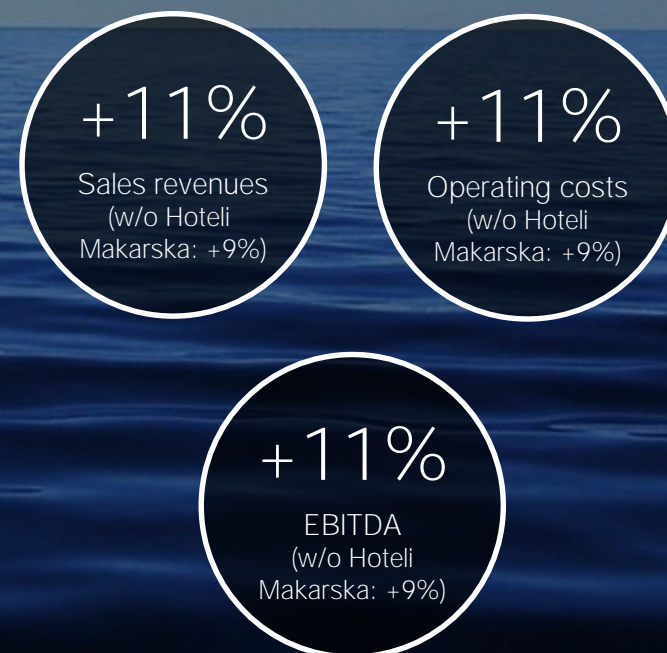 +11%
Sales revenues
(w/o Hoteli
Makarska: +9%)
+11%
Operating costs
(w/o Hoteli
Makarska: +9%)
+11%
EBITDA
(w/o Hoteli
Makarska: +9%)